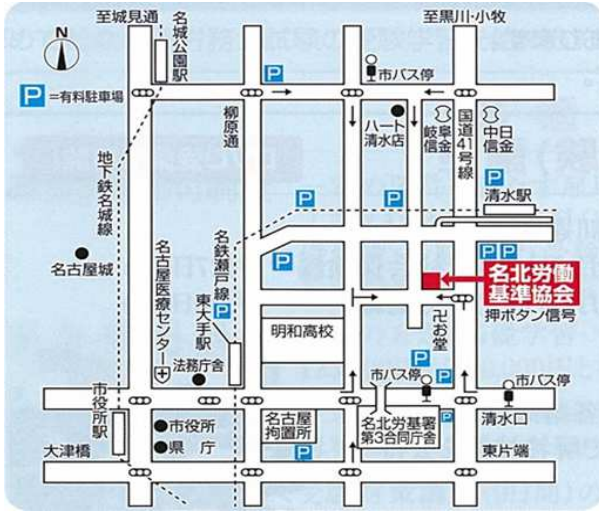 至城見通
至黒川・小牧
N
名城公園駅
P
市バス停
P =有料駐車場
柳原通
ハート清水店
岐阜信金
国道41号線
中日信金
地下鉄名城線
P
P
P
清水駅
名古屋城
名古屋医療センター
名鉄瀬戸線
P
P P
名北労働基準協会
東大手駅
P
押ボタン信号
明和高校
卍お堂
法務庁舎
P
市バス停
P
市バス停
市役所駅
市役所
県庁
名古屋拘置所
P
名北労基署
第3合同庁舎
P
清水口
大津橋
東片端